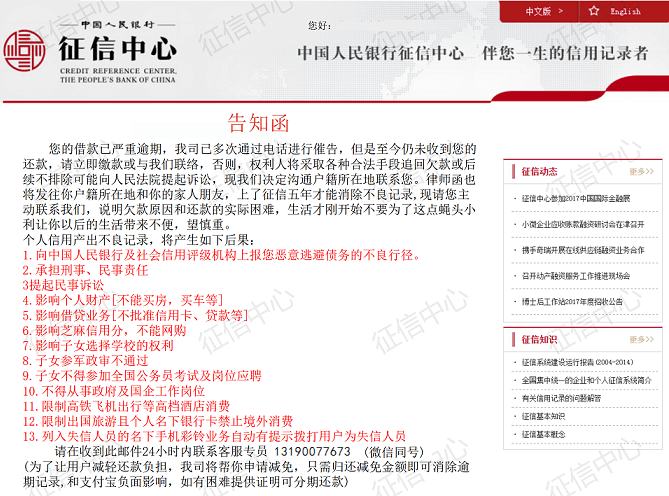 中国人民银行
征信中心
CREDIT REFERENCE CENTER,
THE PEOPLE'S BANK OF CHINA
您好:
中文版 >
English
中国人民银行征信中心 伴您一生的信用记录者
告知函
您的借款已严重逾期，我司已多次通过电话进行催告，但是至今仍未收到您的
还款，请立即缴款或与我们联络，否则，权利人将采取各种合法手段追回欠款或后
续不排除可能向人民法院提起诉讼，现我们决定沟通户籍所在地联系您。律师函也
将发往你户籍所在地和你的家人朋友，上了征信五年才能消除不良记录,现请您主
动联系我们，说明欠款原因和还款的实际困难，生活才刚开始不要为了这点蝇头小
利让你以后的生活带来不便，望慎重。
个人信用产出不良记录，将产生如下后果:
1.向中国人民银行及社会信用评级机构上报您恶意逃避债务的不良行径。
2.承担刑事、民事责任
3提起民事诉讼
4.影响个人财产[不能买房，买车等]
5.影响借贷业务[不批准信用卡、贷款等]
6.影响芝麻信用分，不能网购
7.影响子女选择学校的权利
8.子女参军政审不通过
9.子女不得参加全国公务员考试及岗位应聘
10.不得从事政府及国企工作岗位
11.限制高铁飞机出行等高档酒店消费
12.限制出国旅游且个人名下银行卡禁止境外消费
13.列入失信人员的名下手机彩铃业务自动有提示拨打用户为失信人员
请在收到此邮件24小时内联系客服专员 13190077673 (微信同号)
(为了让用户减轻还款负担，我司将帮你申请减免，只需归还减免金额即可消除逾
期记录,和支付宝负面影响，如有困难提供证明可分期还款)
征信动态
更多>>
征信中心参加2017中国国际金融展
小微企业应收账款融资研讨会在津召开
携手奇瑞开展在线供应链融资业务合作
召开动产融资服务工作推进现场会
博士后工作站2017年度招收公告
征信知识
更多>>
征信系统建设运行报告(2004-2014)
全国集中统一的企业和个人征信系统简介
有关信用记录的问题解答
征信基本知识
征信基本概念